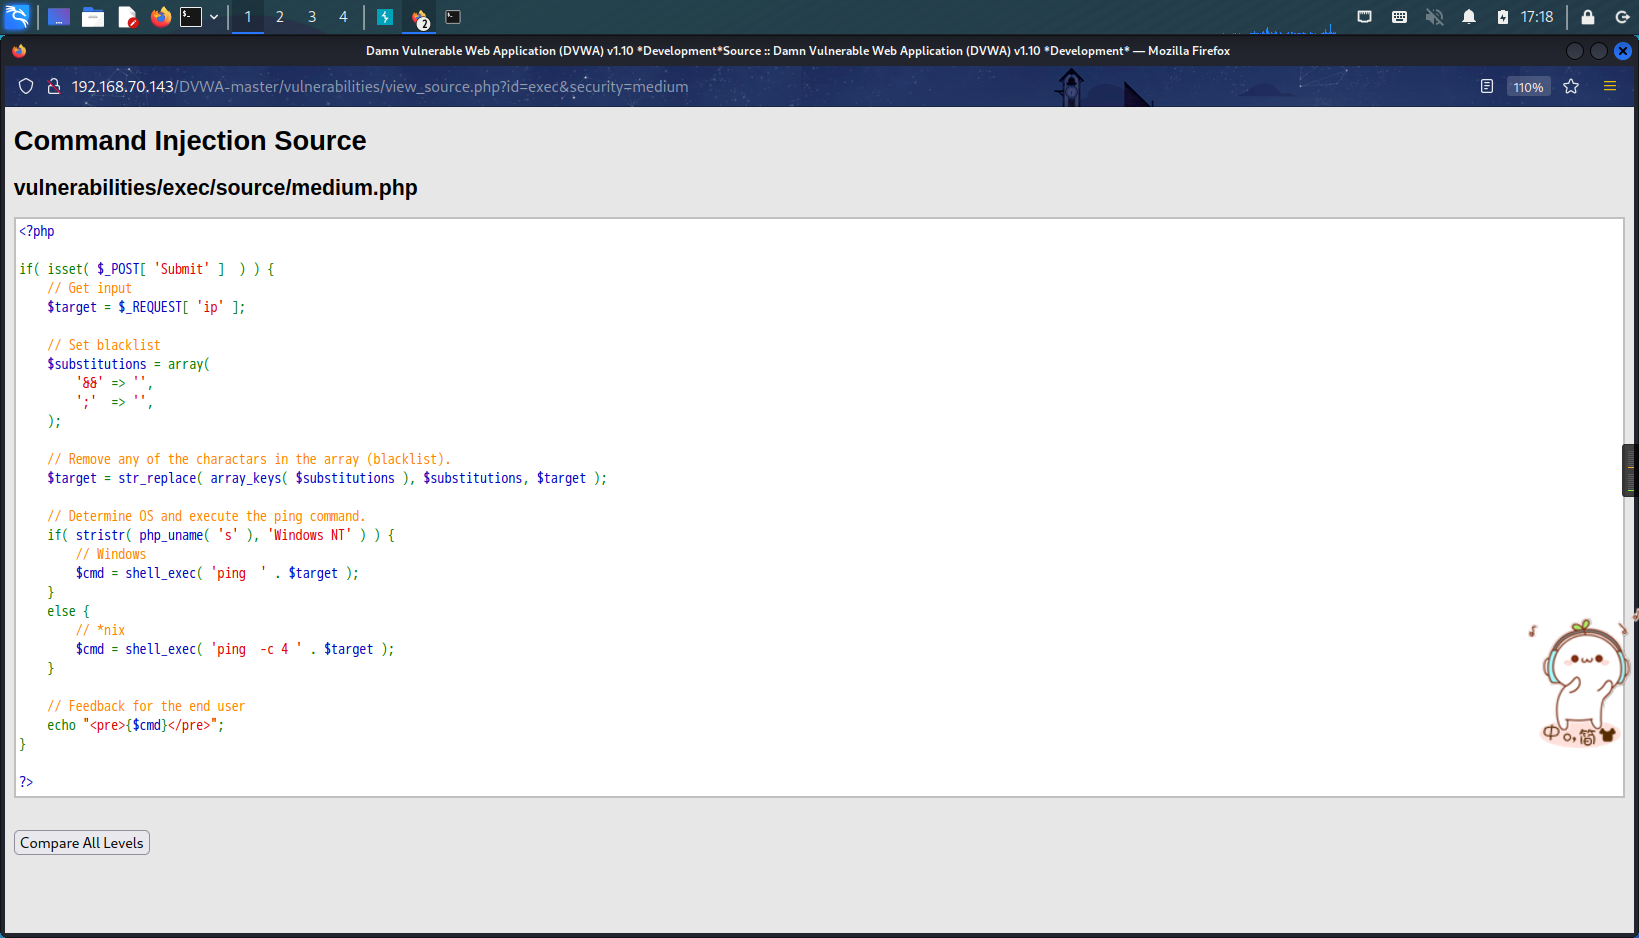 1 2 3 4 2 17:18
Damn Vulnerable Web Application (DVWA) v1.10 *Development*Source :: Damn Vulnerable Web Application (DVWA) v1.10 *Development* — Mozilla Firefox
192.168.70.143/DVWA-master/vulnerabilities/view_source.php?id=exec&security=medium 110%
Command Injection Source
vulnerabilities/exec/source/medium.php
<?php
if( isset( $_POST[ 'Submit' ]  ) ) {
    // Get input
    $target = $_REQUEST[ 'ip' ];
    // Set blacklist
    $substitutions = array(
        '&&' => '',
        ';'  => '',
    );
    // Remove any of the charactars in the array (blacklist).
    $target = str_replace( array_keys( $substitutions ), $substitutions, $target );
    // Determine OS and execute the ping command.
    if( stristr( php_uname( 's' ), 'Windows NT' ) ) {
        // Windows
        $cmd = shell_exec( 'ping  ' . $target );
    }
    else {
        // *nix
        $cmd = shell_exec( 'ping  -c 4 ' . $target );
    }
    // Feedback for the end user
    echo "<pre>{$cmd}</pre>";
}
?>
中 简
Compare All Levels